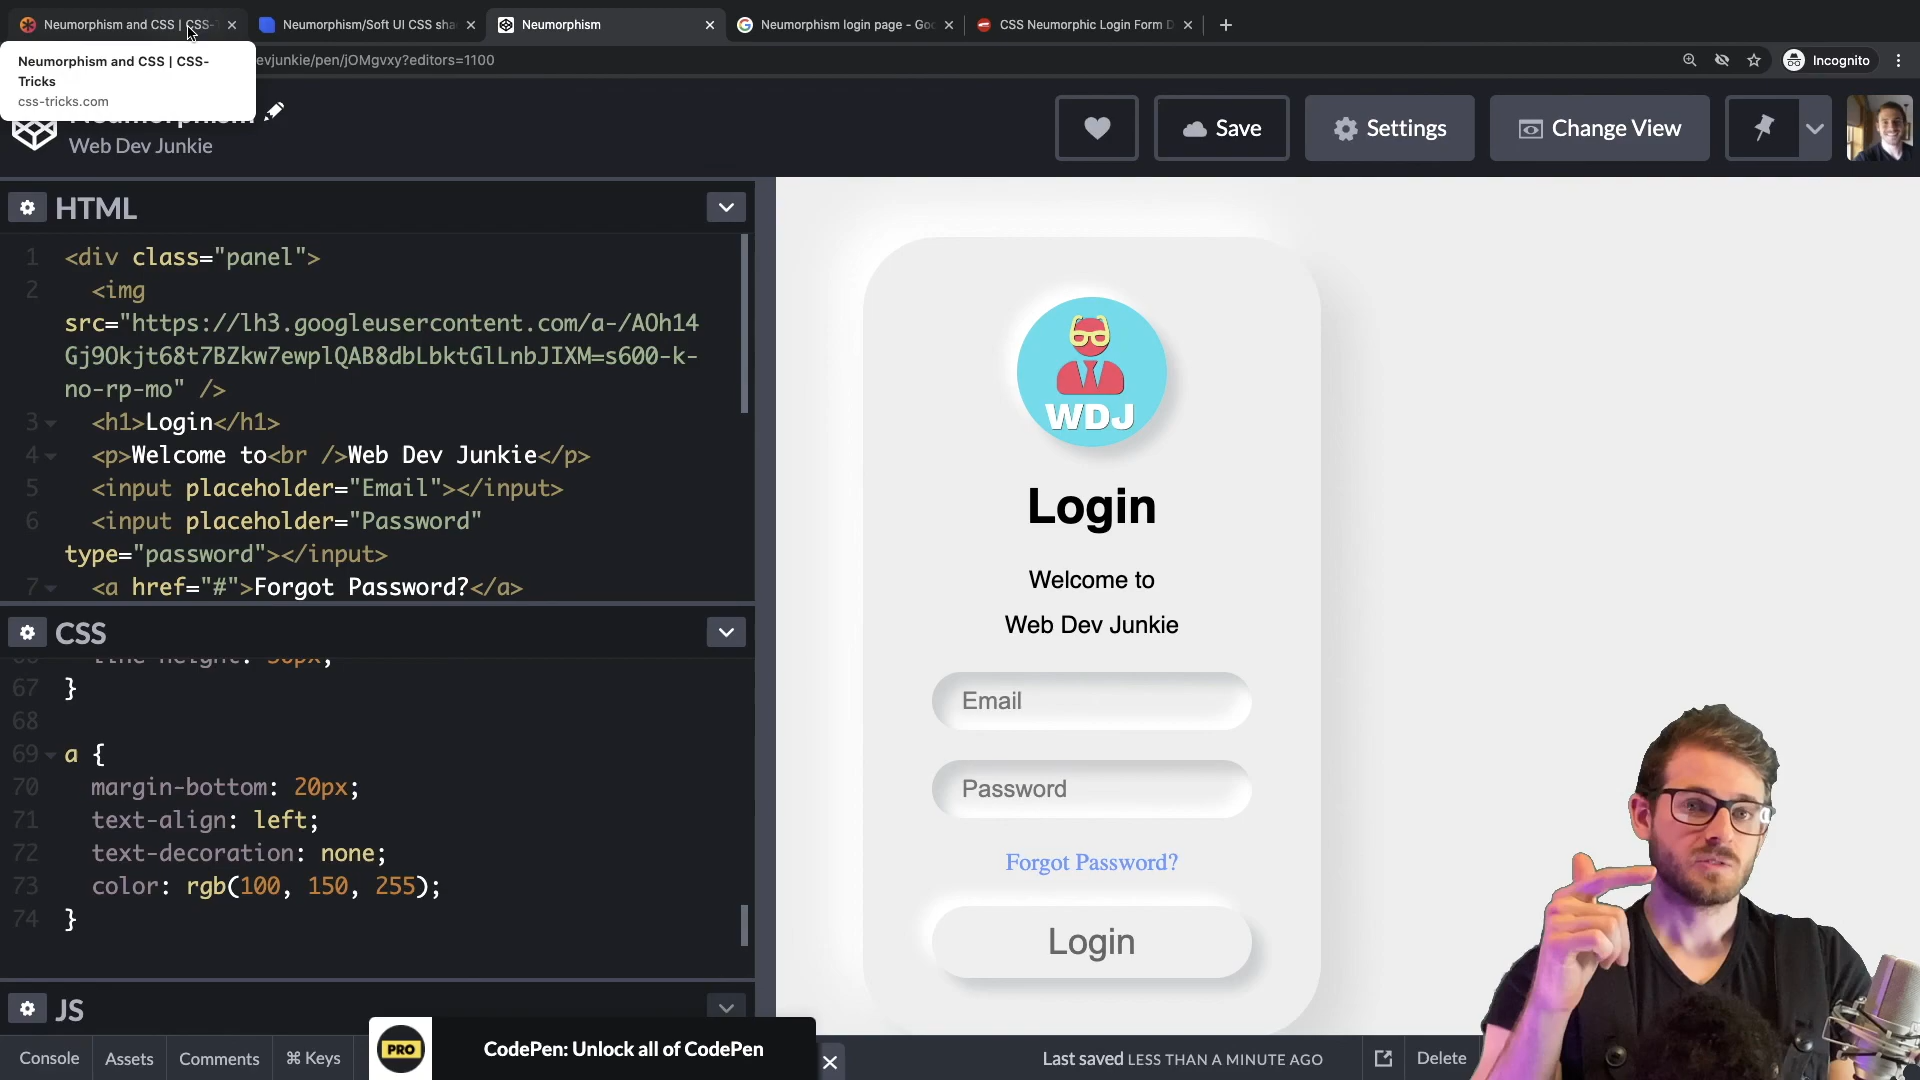 Neumorphism and CSS | CSS-
Neumorphism/Soft UI CSS sha
Neumorphism
Neumorphism login page - Goo
CSS Neumorphic Login Form D
Neumorphism and CSS | CSS-
Tricks
css-tricks.com
evjunkie/pen/jOMgvxy?editors=1100
Incognito
Neumorphism
Web Dev Junkie
Save
Settings
Change View
HTML
1 <div class="panel">
2 <img
src="https://lh3.googleusercontent.com/a-/AOh14
Gj9Okjt68t7BZkw7ewplQAB8dbLbktGlLnbJIXM=s600-k-
no-rp-mo" />
3 <h1>Login</h1>
4 <p>Welcome to<br />Web Dev Junkie</p>
5 <input placeholder="Email"></input>
6 <input placeholder="Password"
type="password"></input>
7 <a href="#">Forgot Password?</a>
CSS
66 line-height: 30px;
67 }
68
69 a {
70 margin-bottom: 20px;
71 text-align: left;
72 text-decoration: none;
73 color: rgb(100, 150, 255);
74 }
JS
WDJ
Login
Welcome to
Web Dev Junkie
Email
Password
Forgot Password?
Login
Console
Assets
Comments
⌘ Keys
PRO
CodePen: Unlock all of CodePen
Last saved LESS THAN A MINUTE AGO
Delete